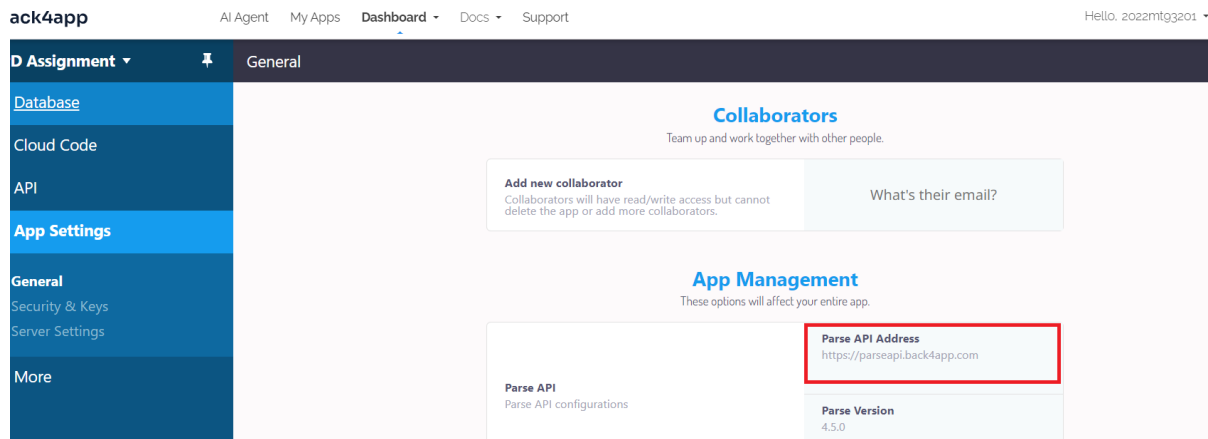 ack4app
AI Agent My Apps Dashboard Docs Support
Hello, 2022mt93201
D Assignment
General
Database
Cloud Code
API
App Settings
General
Security & Keys
Server Settings
More
Collaborators
Team up and work together with other people.
Add new collaborator
Collaborators will have read/write access but cannot
delete the app or add more collaborators.
What's their email?
App Management
These options will affect your entire app.
Parse API
Parse API configurations
Parse API Address
https://parseapi.back4app.com
Parse Version
4.5.0